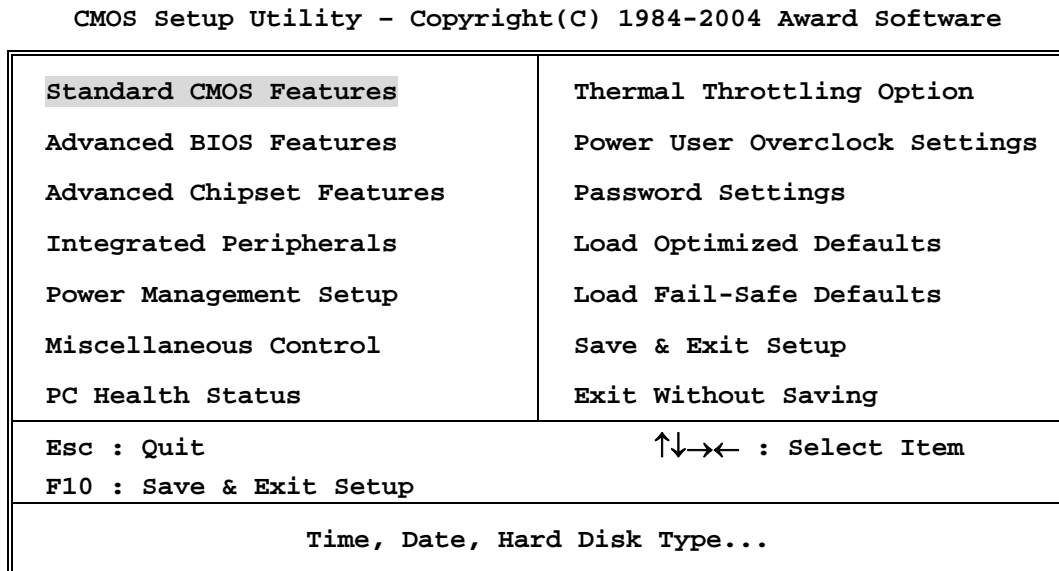 CMOS Setup Utility – Copyright(C) 1984-2004 Award Software
Standard CMOS Features
Advanced BIOS Features
Advanced Chipset Features
Integrated Peripherals
Power Management Setup
Miscellaneous Control
PC Health Status
Thermal Throttling Option
Power User Overclock Settings
Password Settings
Load Optimized Defaults
Load Fail-Safe Defaults
Save & Exit Setup
Exit Without Saving
Esc : Quit
↑↓→← : Select Item
F10 : Save & Exit Setup
Time, Date, Hard Disk Type...